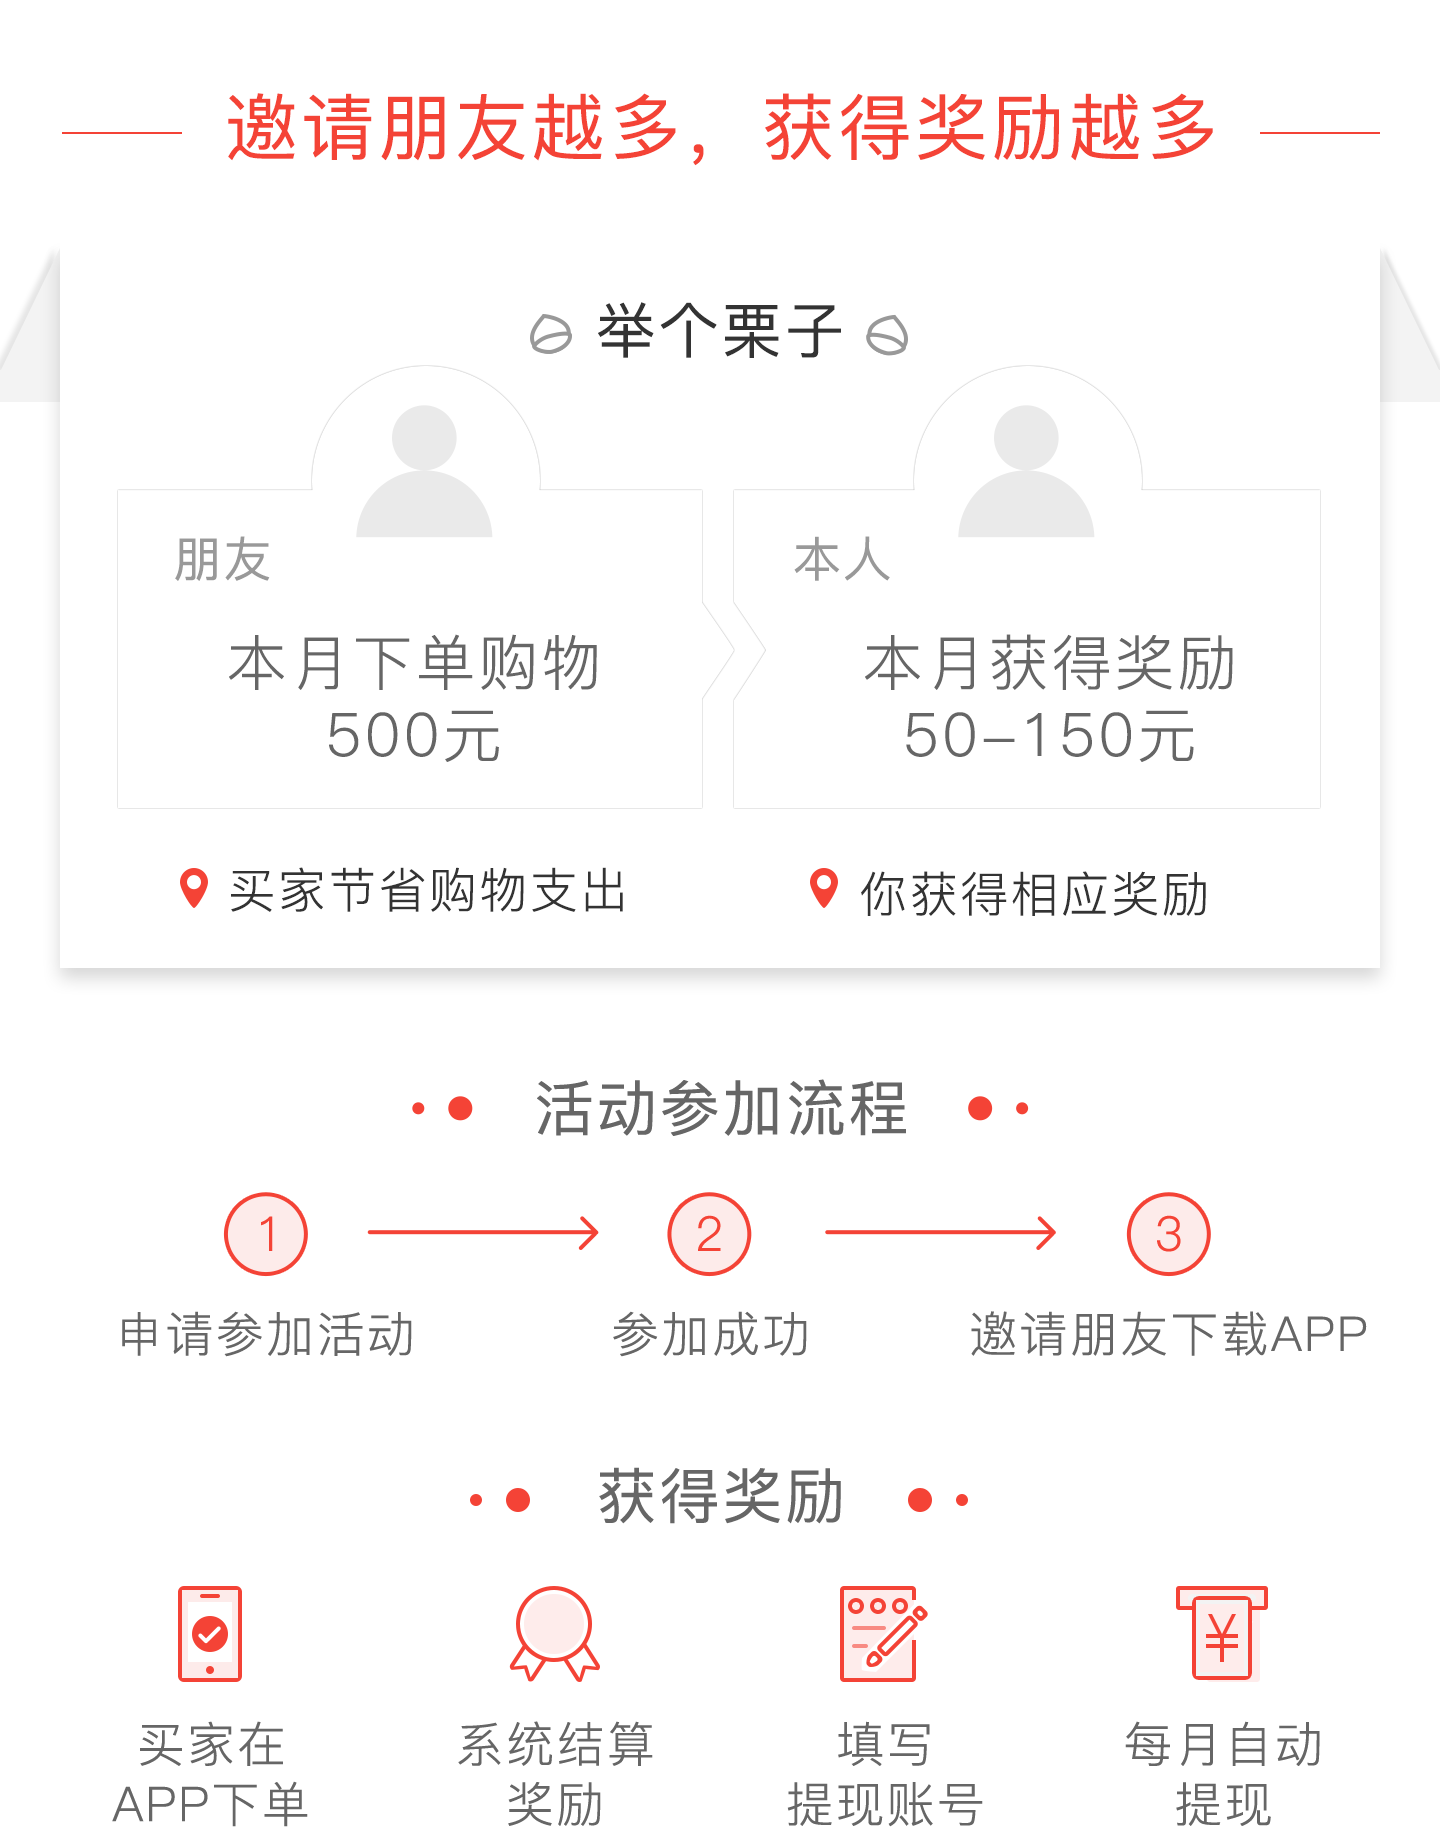 邀请朋友越多，获得奖励越多
举个栗子
朋友
本月下单购物
500元
本人
本月获得奖励
50-150元
买家节省购物支出
你获得相应奖励
活动参加流程
1
2
3
申请参加活动
参加成功
邀请朋友下载APP
获得奖励
¥
买家在
APP下单
系统结算
奖励
填写
提现账号
每月自动
提现